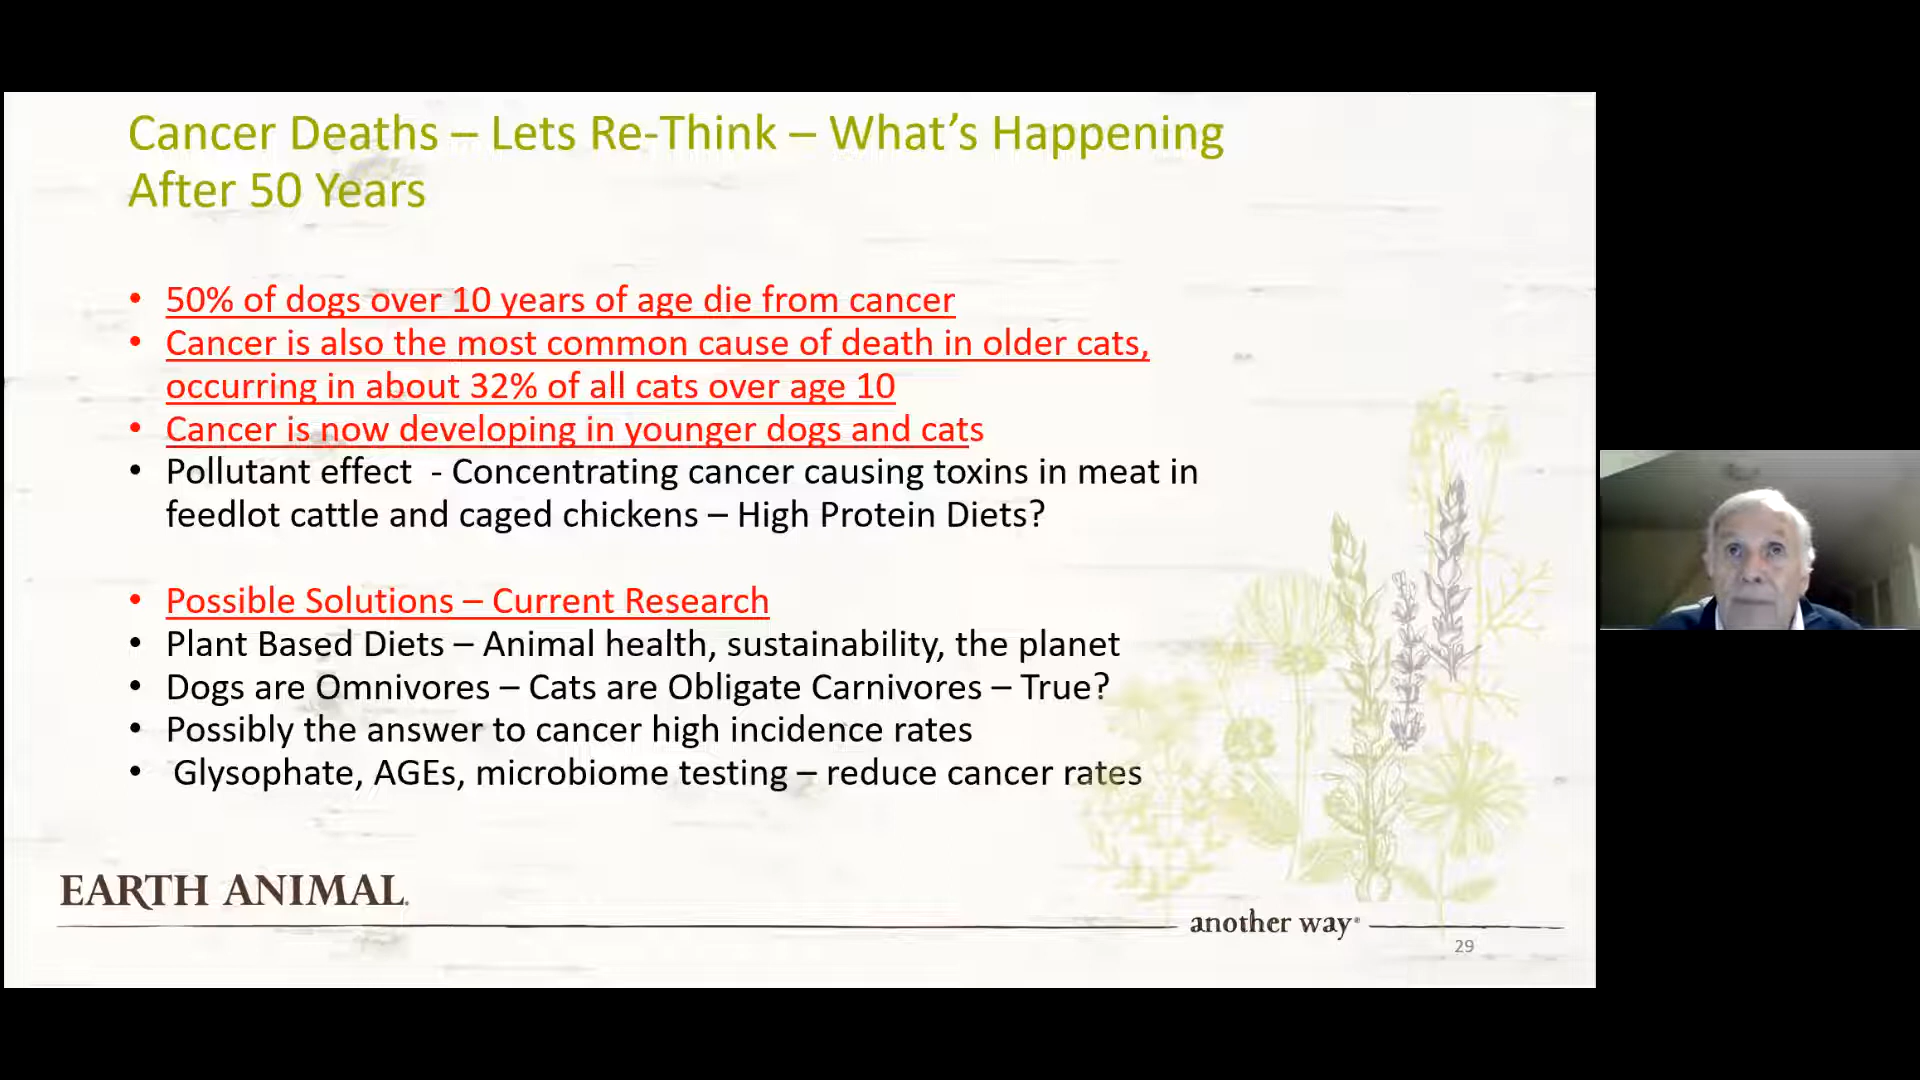 Cancer Deaths – Lets Re-Think – What’s Happening
After 50 Years
• 50% of dogs over 10 years of age die from cancer
• Cancer is also the most common cause of death in older cats,
occurring in about 32% of all cats over age 10
• Cancer is now developing in younger dogs and cats
• Pollutant effect  - Concentrating cancer causing toxins in meat in
feedlot cattle and caged chickens – High Protein Diets?
• Possible Solutions – Current Research
• Plant Based Diets – Animal health, sustainability, the planet
• Dogs are Omnivores – Cats are Obligate Carnivores – True?
• Possibly the answer to cancer high incidence rates
• Glysophate, AGEs, microbiome testing – reduce cancer rates
EARTH ANIMAL®
another way®
29